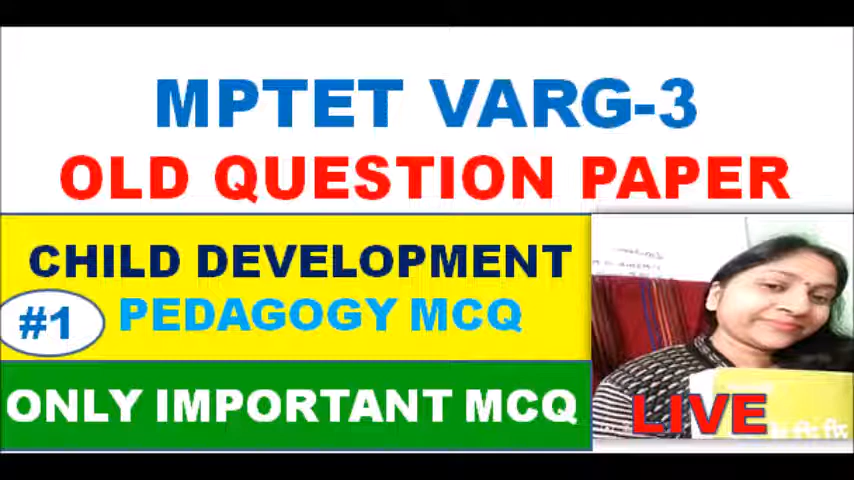 MPTET VARG-3
OLD QUESTION PAPER
CHILD DEVELOPMENT
#1 PEDAGOGY MCQ
ONLY IMPORTANT MCQ
LIVE